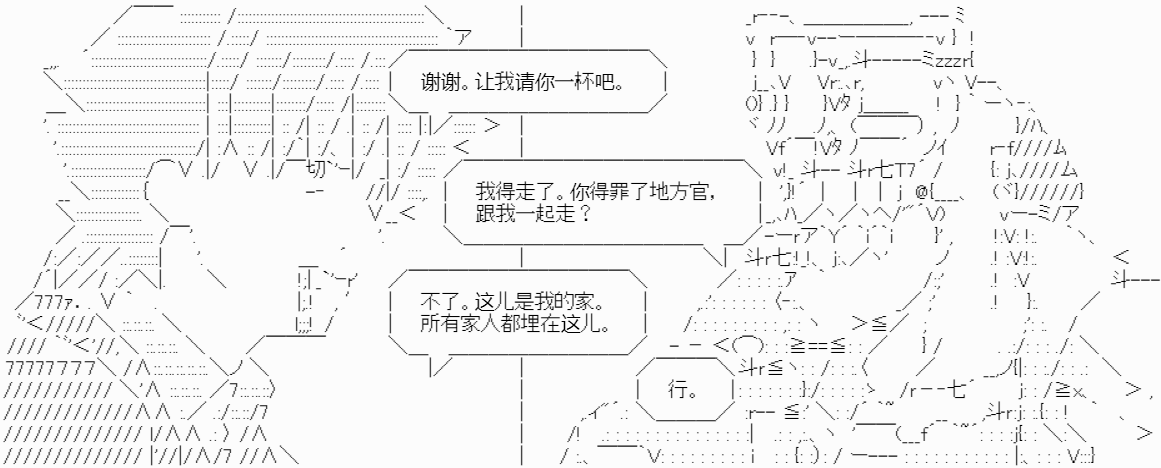 谢谢。让我请你一杯吧。
我得走了。你得罪了地方官，
跟我一起走？
不了。这儿是我的家。
所有家人都埋在这儿。
行。